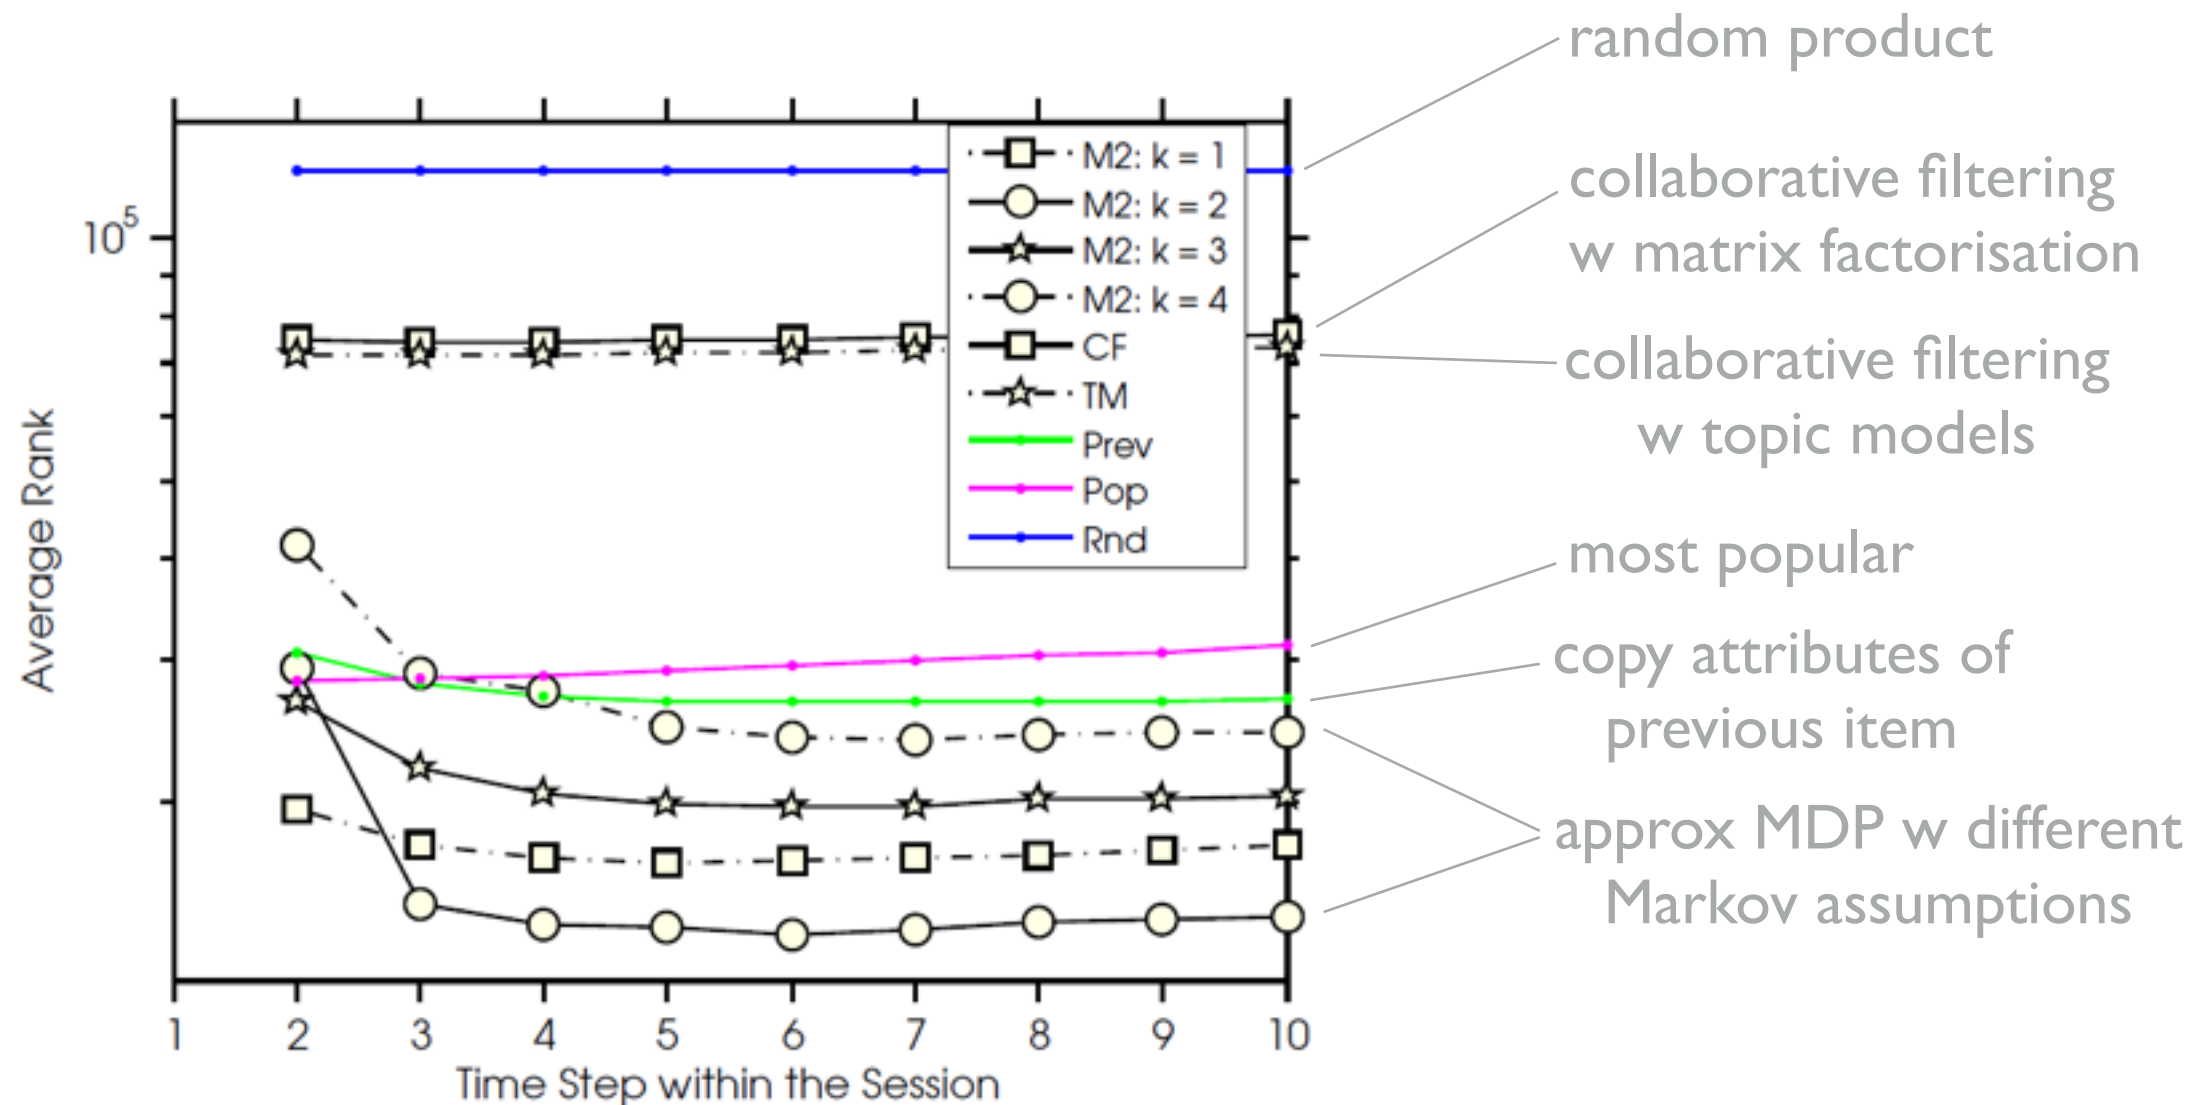 random product
collaborative filtering
w matrix factorisation
collaborative filtering
w topic models
most popular
copy attributes of
previous item
approx MDP w different
Markov assumptions
M2: k = 1
M2: k = 2
M2: k = 3
M2: k = 4
CF
TM
Prev
Pop
Rnd
10^5
Average Rank
1 2 3 4 5 6 7 8 9 10
Time Step within the Session